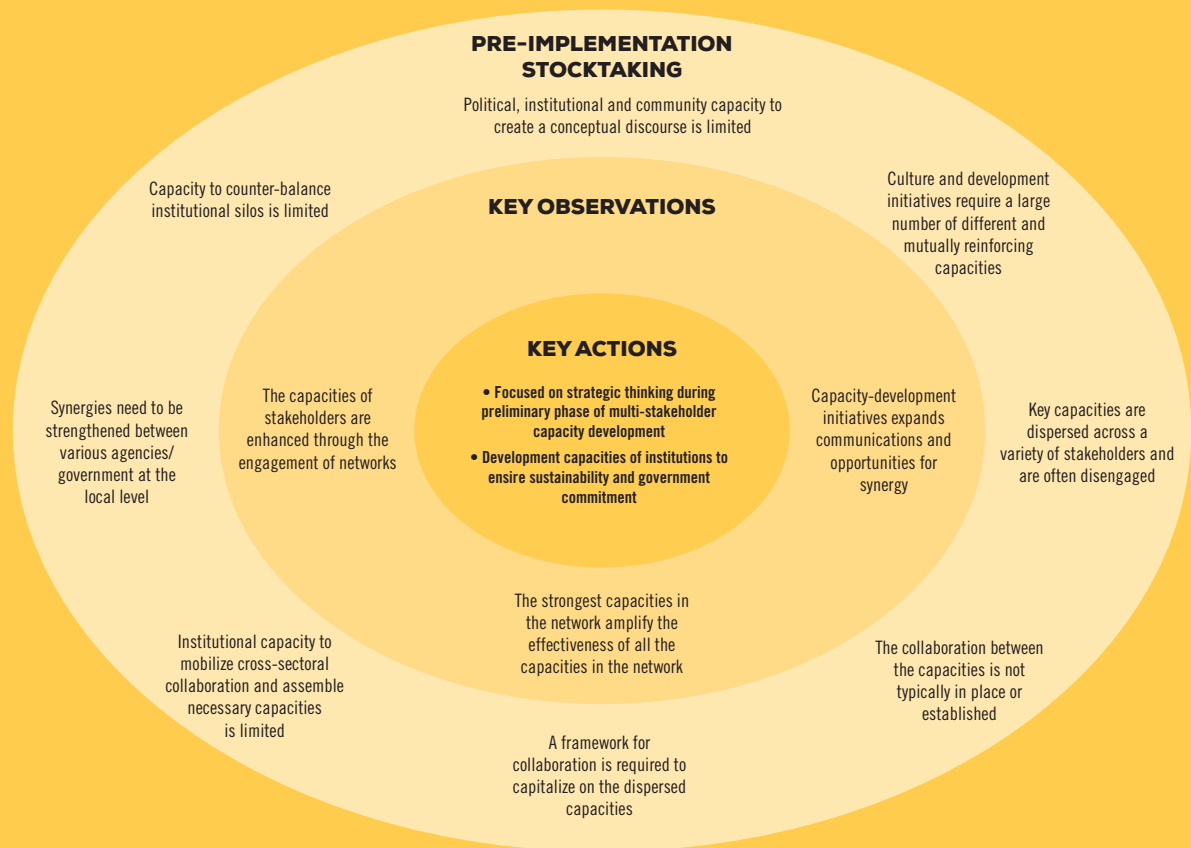 PRE-IMPLEMENTATION
STOCKTAKING
Political, institutional and community capacity to
create a conceptual discourse is limited
Capacity to counter-balance
institutional silos is limited
Culture and development
initiatives require a large
number of different and
mutually reinforcing
capacities
Synergies need to be
strengthened between
various agencies/
government at the
local level
Key capacities are
dispersed across a
variety of stakeholders and
are often disengaged
Institutional capacity to
mobilize cross-sectoral
collaboration and assemble
necessary capacities
is limited
The collaboration between
the capacities is not
typically in place or
established
A framework for
collaboration is required to
capitalize on the dispersed
capacities
KEY OBSERVATIONS
The capacities of
stakeholders are
enhanced through the
engagement of networks
Capacity-development
initiatives expands
communications and
opportunities for
synergy
The strongest capacities in
the network amplify the
effectiveness of all the
capacities in the network
KEY ACTIONS
• Focused on strategic thinking during
preliminary phase of multi-stakeholder
capacity development
• Development capacities of institutions to
ensire sustainability and government
commitment